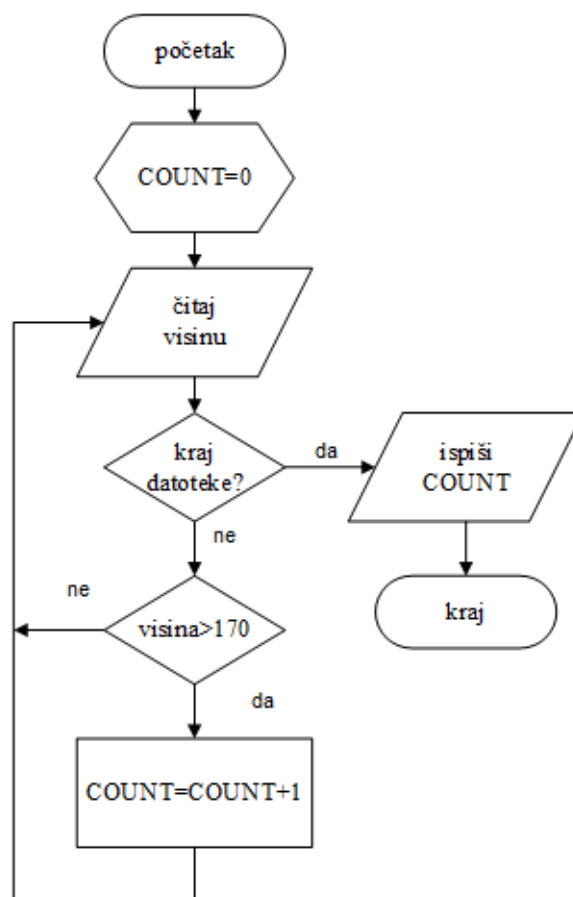 početak
COUNT=0
čitaj
visinu
kraj
datoteke?
da
ispiši
COUNT
ne
kraj
ne
visina>170
da
COUNT=COUNT+1